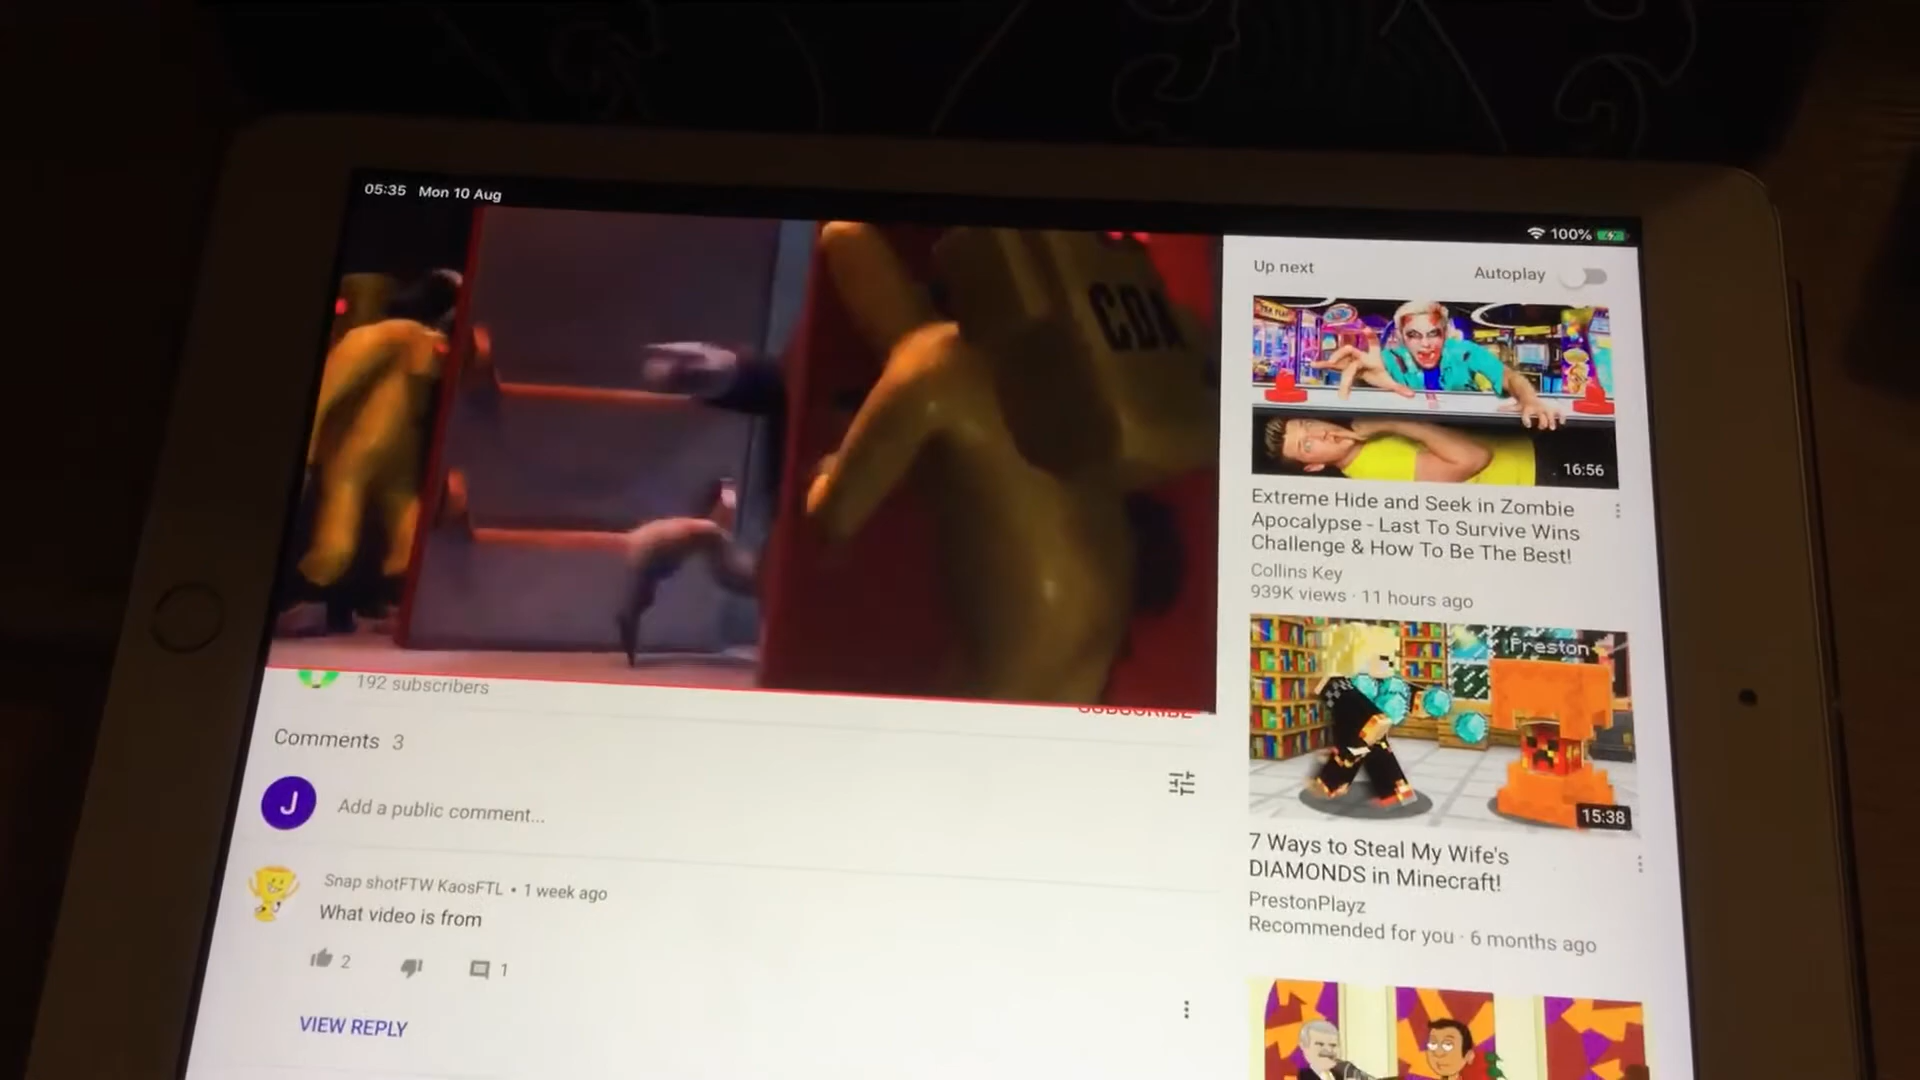 05:35 Mon 10 Aug
100%
CDA
Up next
Autoplay
16:56
Extreme Hide and Seek in Zombie
Apocalypse - Last To Survive Wins
Challenge & How To Be The Best!
Collins Key
939K views · 11 hours ago
Preston
15:38
7 Ways to Steal My Wife's
DIAMONDS in Minecraft!
PrestonPlayz
Recommended for you · 6 months ago
192 subscribers
SUBSCRIBE
Comments 3
J
Add a public comment...
Snap shotFTW KaosFTL • 1 week ago
What video is from
2
1
VIEW REPLY